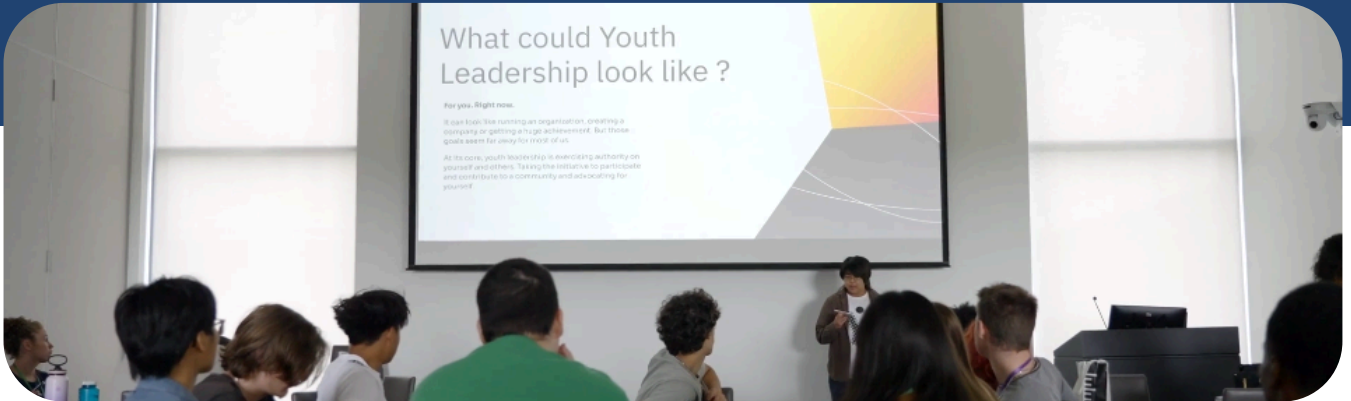 What could Youth
Leadership look like ?
For you. Right now.
It can look like running an organisation, creating a
company or getting a huge achievement. But those
goals seem far away for most of us.
At its core, youth leadership is exercising authority on
yourself and others. Taking the initiative to participate
and contribute to a community and advocating for
yourself